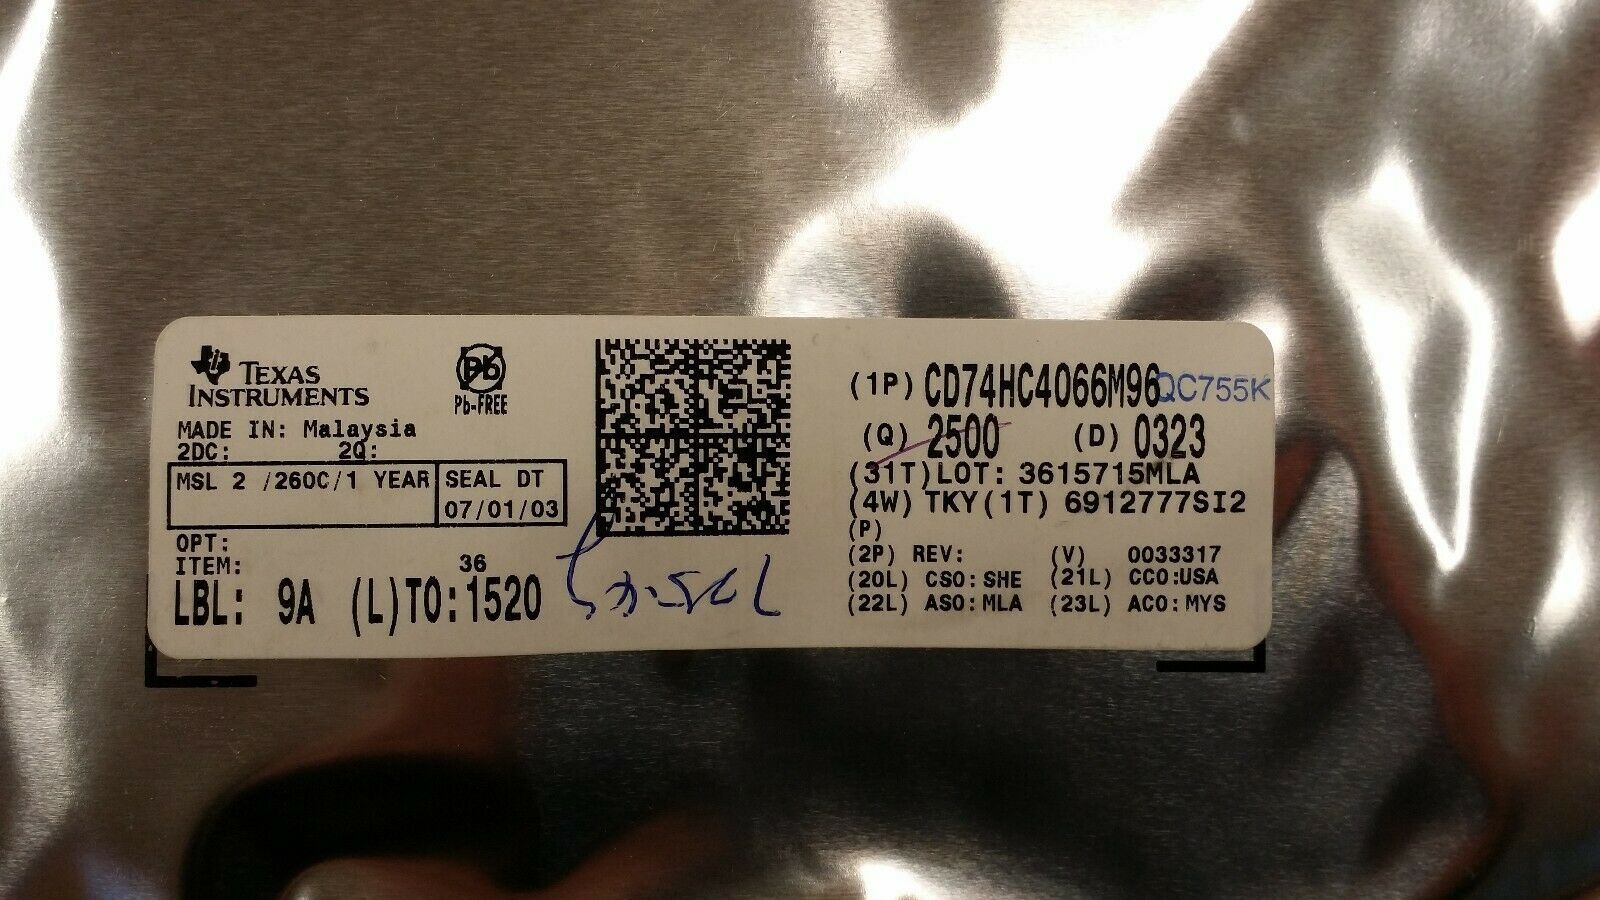 TEXAS
INSTRUMENTS
Pb
Pb-FREE
MADE IN: Malaysia
2DC: 2Q:
MSL 2 /260C/1 YEAR
SEAL DT
07/01/03
OPT:
ITEM: 36
LBL: 9A (L)TO:1520
(1P) CD74HC4066M96 QC755K
(Q) 2500 (D) 0323
(31T)LOT: 3615715MLA
(4W) TKY(1T) 6912777SI2
(P)
(2P) REV: (V) 0033317
(20L) CSO:SHE (21L) CCO:USA
(22L) ASO:MLA (23L) ACO:MYS